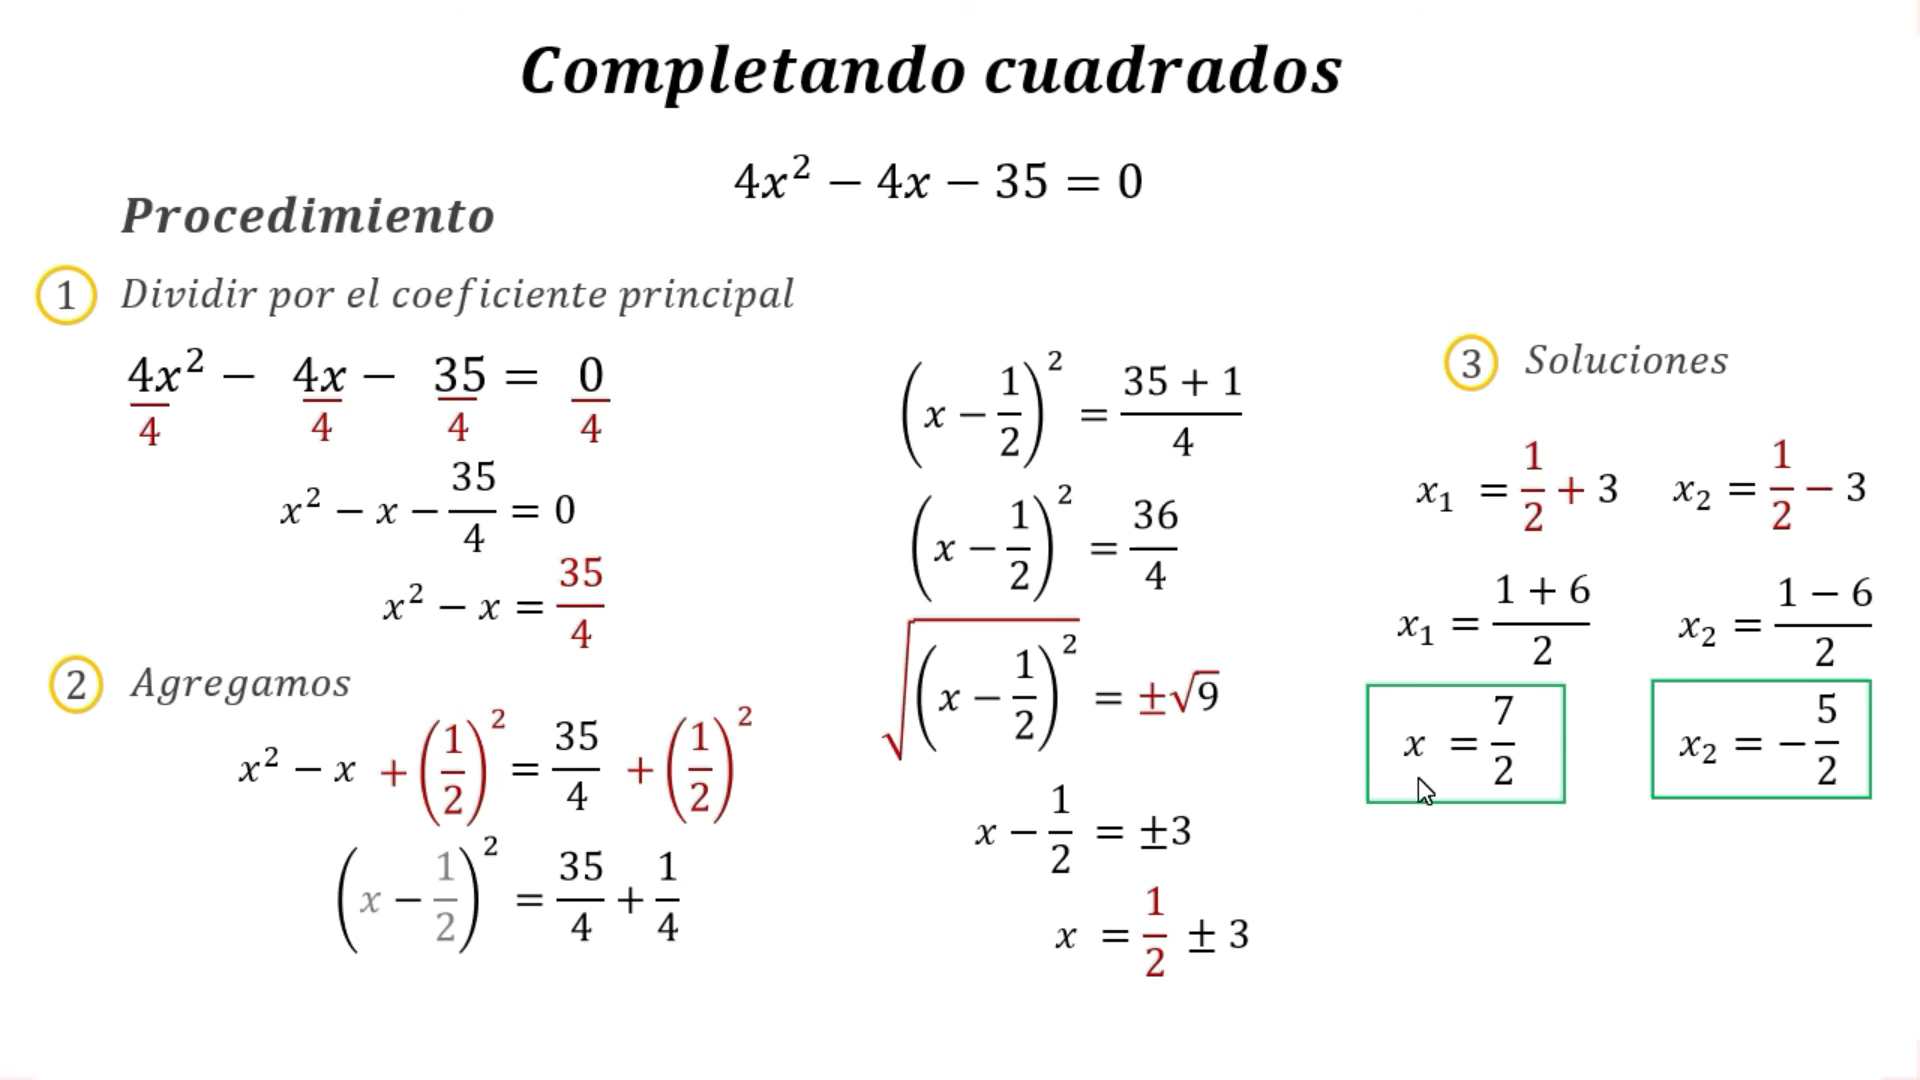 Completando cuadrados
4x² − 4x − 35 = 0
Procedimiento
1 Dividir por el coeficiente principal
4x²/4 − 4x/4 − 35/4 = 0/4
x² − x − 35/4 = 0
x² − x = 35/4
2 Agregamos
x² − x + (1/2)² = 35/4 + (1/2)²
(x − 1/2)² = 35/4 + 1/4
(x − 1/2)² = (35 + 1)/4
(x − 1/2)² = 36/4
√(x − 1/2)² = ±√9
x − 1/2 = ±3
x = 1/2 ± 3
3 Soluciones
x₁ = 1/2 + 3
x₁ = (1 + 6)/2
x = 7/2
x₂ = 1/2 − 3
x₂ = (1 − 6)/2
x₂ = −5/2